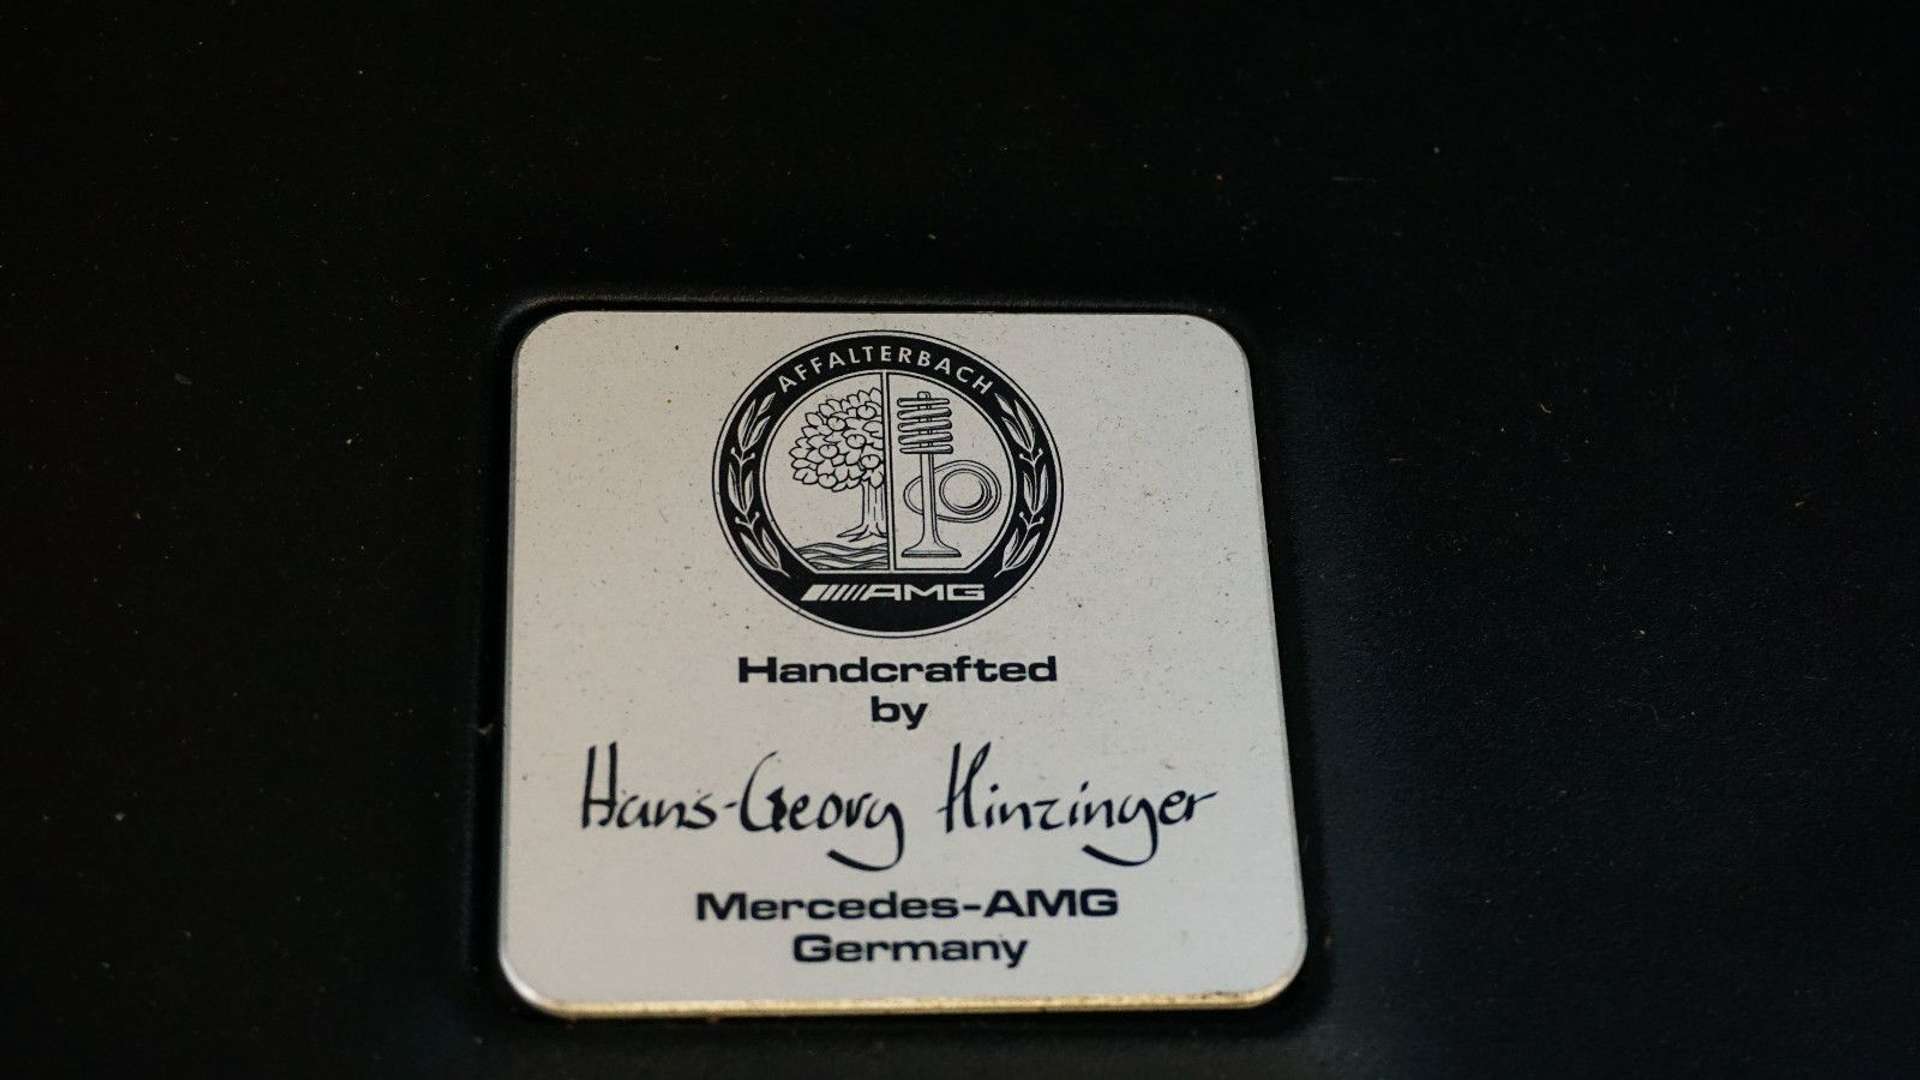 AFFALTERBACH
AMG
Handcrafted
by
Hans-Georg Hinzinger
Mercedes-AMG
Germany